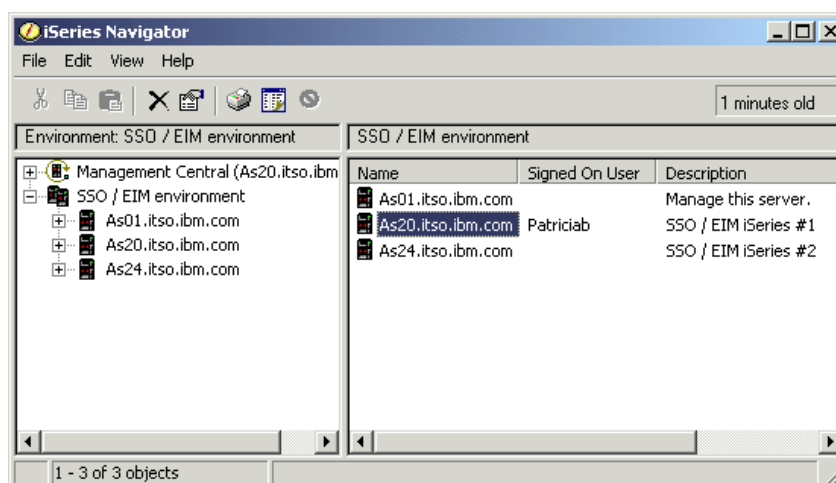 iSeries Navigator
File Edit View Help
1 minutes old
Environment: SSO / EIM environment
SSO / EIM environment
Management Central (As20.itso.ibm
SSO / EIM environment
As01.itso.ibm.com
As20.itso.ibm.com
As24.itso.ibm.com
Name Signed On User Description
As01.itso.ibm.com Manage this server.
As20.itso.ibm.com Patriciab SSO / EIM iSeries #1
As24.itso.ibm.com SSO / EIM iSeries #2
1 - 3 of 3 objects